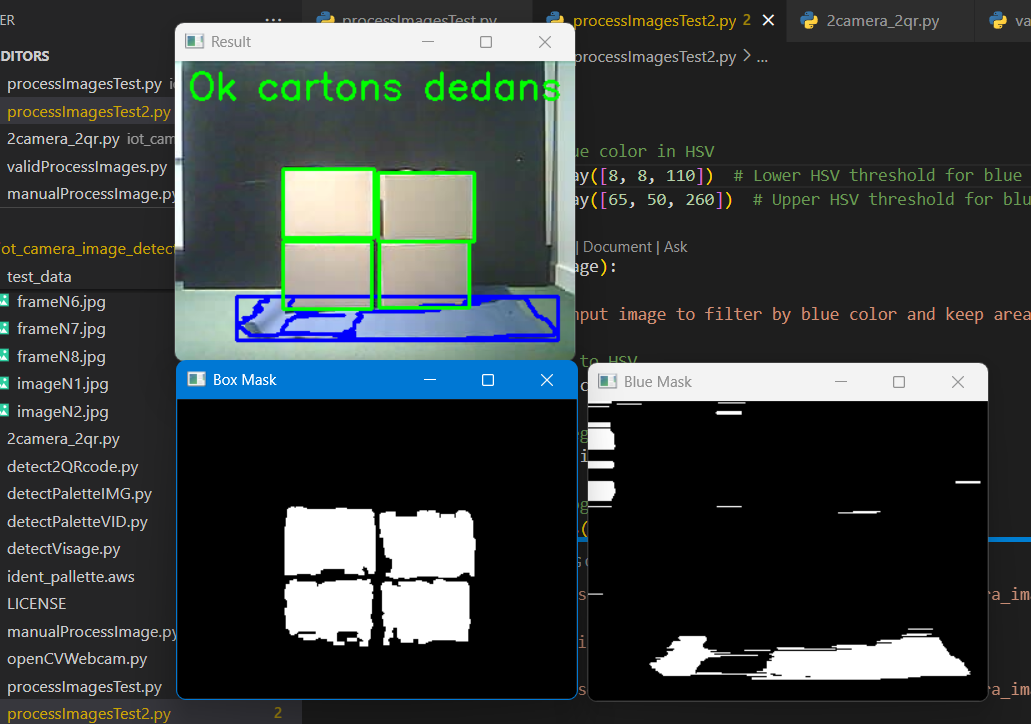 ER
...
processImagesTest.py
processImagesTest2.py 2
2camera_2qr.py
va
DITORS
processImagesTest.py
processImagesTest2.py
2camera_2qr.py iot_cam
validProcessImages.py
manualProcessImage.py
iot_camera_image_detec
test_data
frameN6.jpg
frameN7.jpg
frameN8.jpg
imageN1.jpg
imageN2.jpg
2camera_2qr.py
detect2QRcode.py
detectPaletteIMG.py
detectPaletteVID.py
detectVisage.py
ident_pallette.aws
LICENSE
manualProcessImage.py
openCVWebcam.py
processImagesTest.py
processImagesTest2.py 2
Result
Ok cartons dedans
Box Mask
Blue Mask
processImagesTest2.py > ...
ue color in HSV
ay([8, 8, 110]) # Lower HSV threshold for blue
ay([65, 50, 260]) # Upper HSV threshold for blu
| Document | Ask
age):
nput image to filter by blue color and keep area
to HSV
ra_im
ra_im